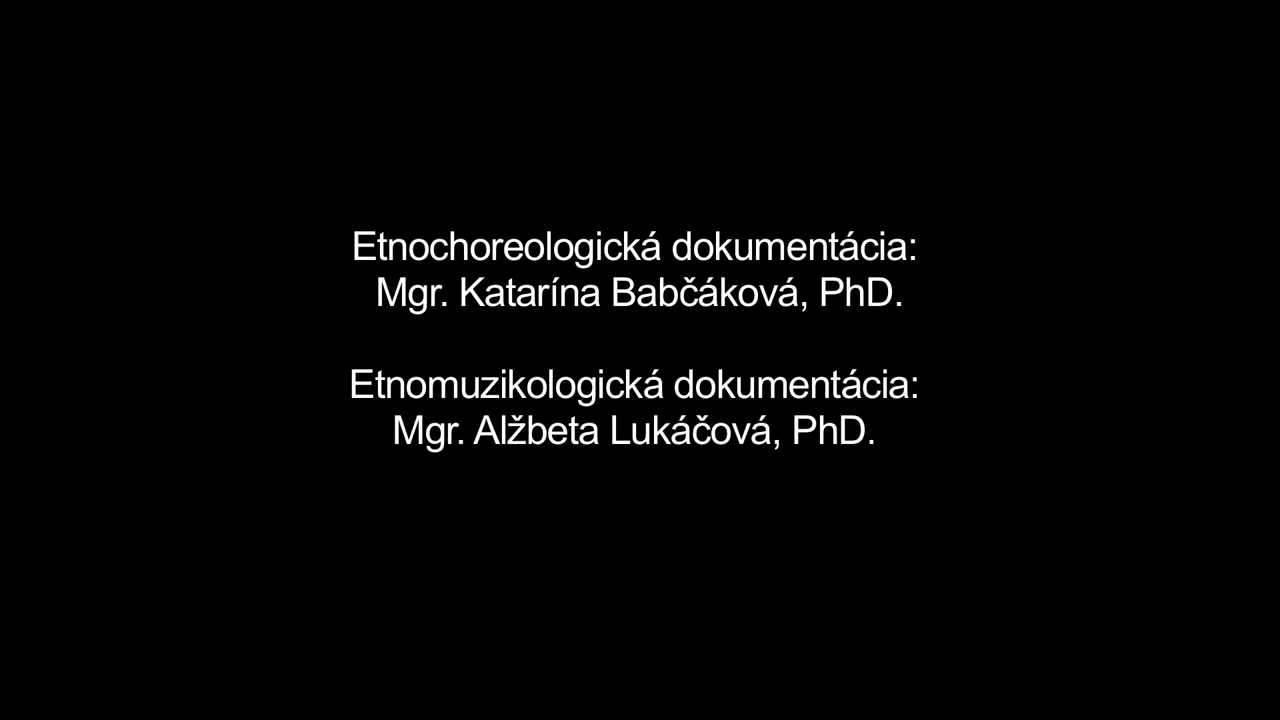 Etnochoreologická dokumentácia:
Mgr. Katarína Babčáková, PhD.
Etnomuzikologická dokumentácia:
Mgr. Alžbeta Lukáčová, PhD.